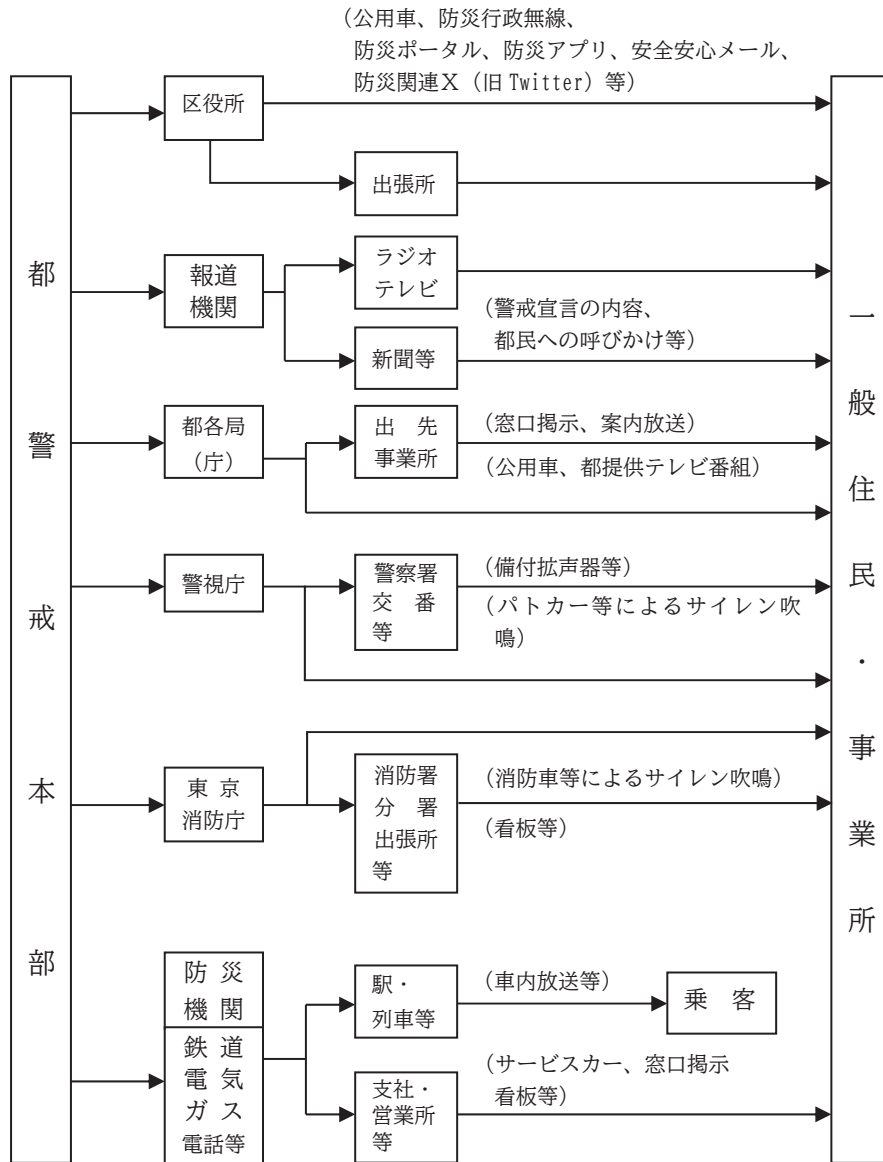 （公用車、防災行政無線、
防災ポータル、防災アプリ、安全安心メール、
防災関連Ｘ（旧 Twitter）等）
都警戒本部
区役所
出張所
報道
機関
ラジオ
テレビ
新聞等
（警戒宣言の内容、
都民への呼びかけ等）
都各局
（庁）
出　先
事業所
（窓口掲示、案内放送）
（公用車、都提供テレビ番組）
警視庁
警察署
交　番
等
（備付拡声器等）
（パトカー等によるサイレン吹
鳴）
東 京
消防庁
消防署
分　署
出張所
等
（消防車等によるサイレン吹鳴）
（看板等）
防 災
機 関
鉄 道
電 気
ガ ス
電話等
駅・
列車等
（車内放送等）
乗　客
支社・
営業所
等
（サービスカー、窓口掲示
看板等）
一般住民・事業所